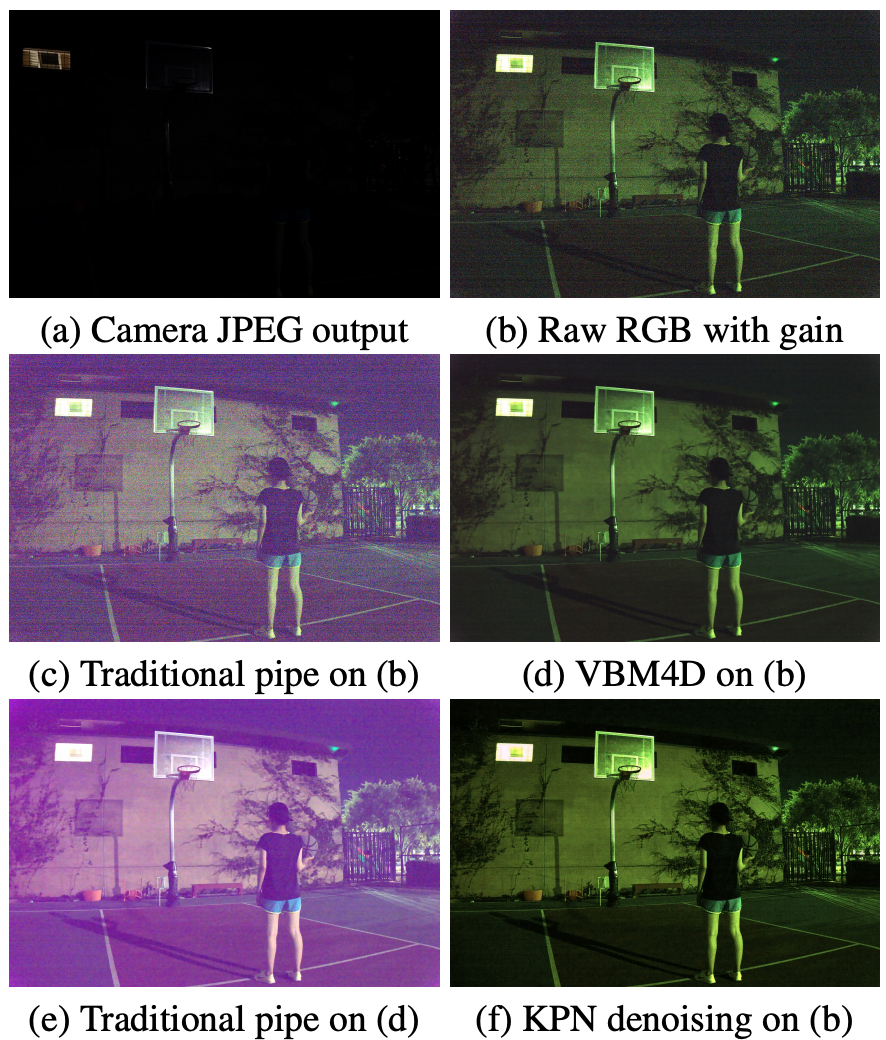 (a) Camera JPEG output
(b) Raw RGB with gain
(c) Traditional pipe on (b)
(d) VBM4D on (b)
(e) Traditional pipe on (d)
(f) KPN denoising on (b)